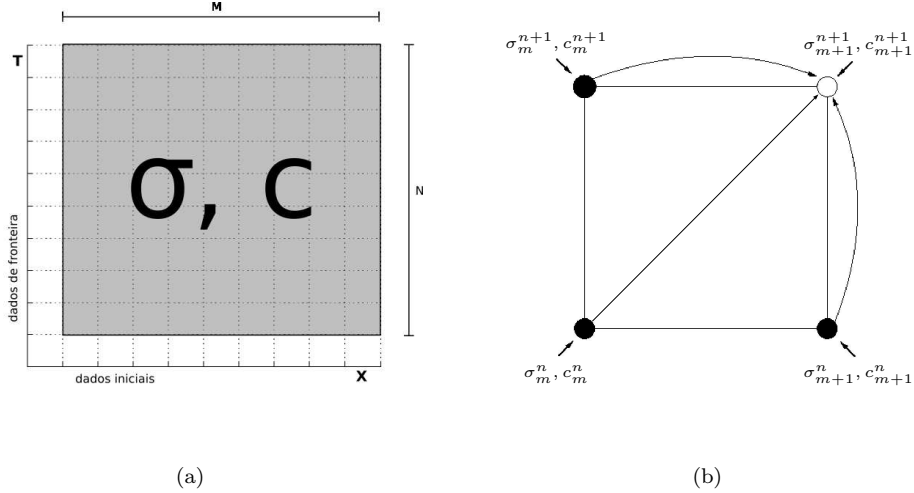 M
T
σ, c
N
dados de fronteira
dados iniciais
X
(a)
σ_m^{n+1}, c_m^{n+1}
σ_{m+1}^{n+1}, c_{m+1}^{n+1}
σ_m^n, c_m^n
σ_{m+1}^n, c_{m+1}^n
(b)